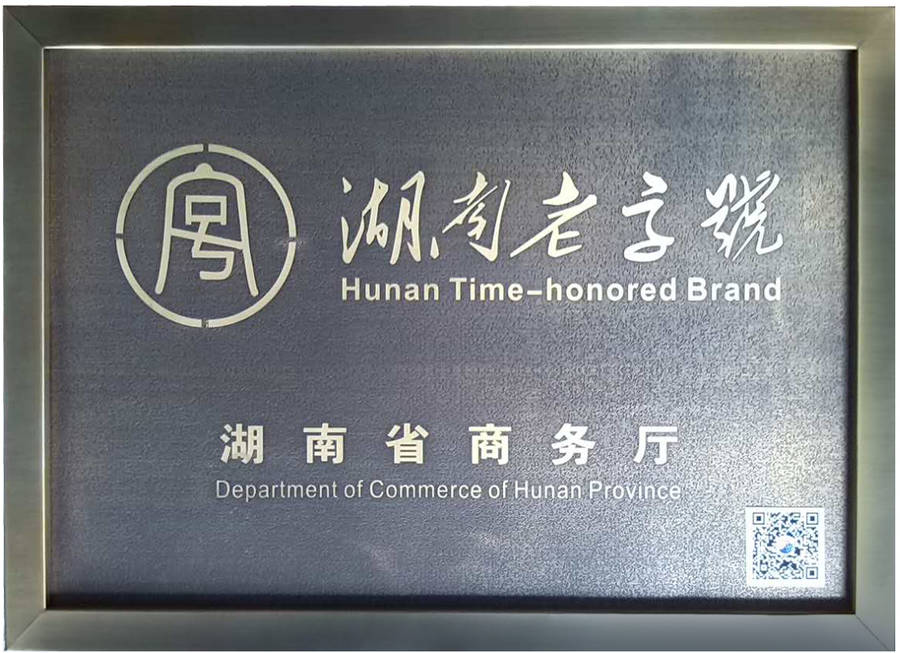 湖南老字號
Hunan Time-honored Brand
湖南省商务厅
Department of Commerce of Hunan Province